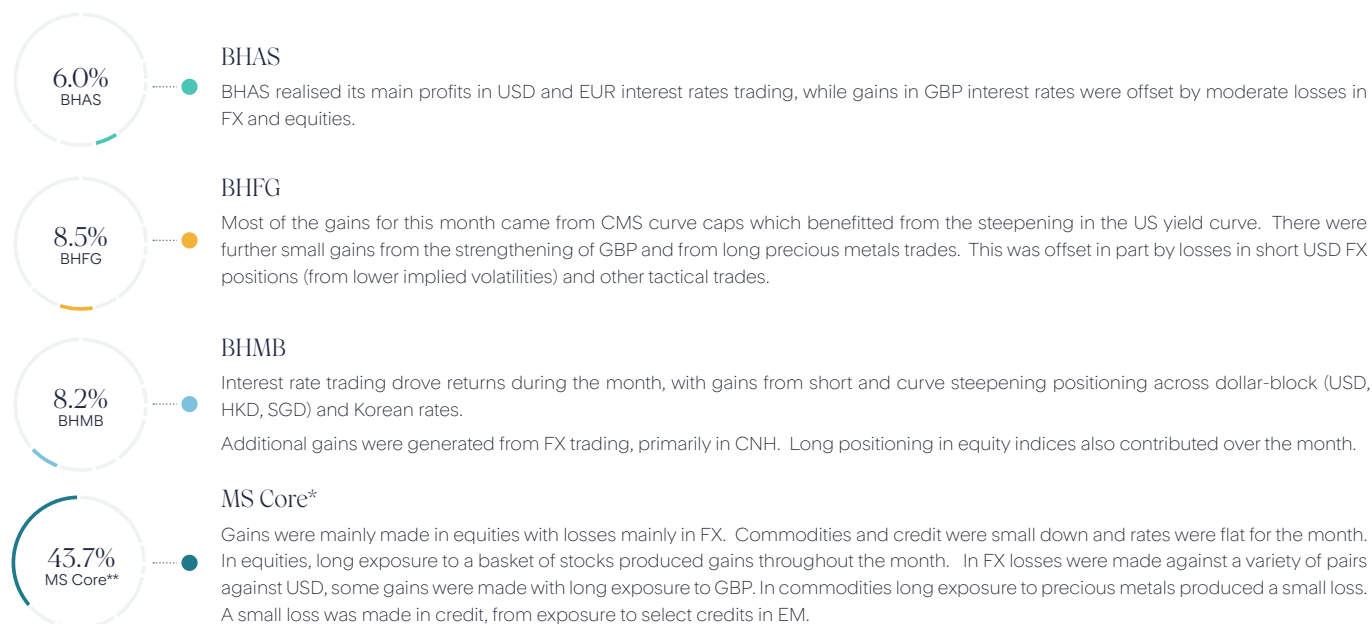 6.0%
BHAS
BHAS
BHAS realised its main profits in USD and EUR interest rates trading, while gains in GBP interest rates were offset by moderate losses in
FX and equities.
8.5%
BHFG
BHFG
Most of the gains for this month came from CMS curve caps which benefitted from the steepening in the US yield curve. There were
further small gains from the strengthening of GBP and from long precious metals trades. This was offset in part by losses in short USD FX
positions (from lower implied volatilities) and other tactical trades.
8.2%
BHMB
BHMB
Interest rate trading drove returns during the month, with gains from short and curve steepening positioning across dollar-block (USD,
HKD, SGD) and Korean rates.
Additional gains were generated from FX trading, primarily in CNH. Long positioning in equity indices also contributed over the month.
43.7%
MS Core**
MS Core*
Gains were mainly made in equities with losses mainly in FX. Commodities and credit were small down and rates were flat for the month.
In equities, long exposure to a basket of stocks produced gains throughout the month. In FX losses were made against a variety of pairs
against USD, some gains were made with long exposure to GBP. In commodities long exposure to precious metals produced a small loss.
A small loss was made in credit, from exposure to select credits in EM.